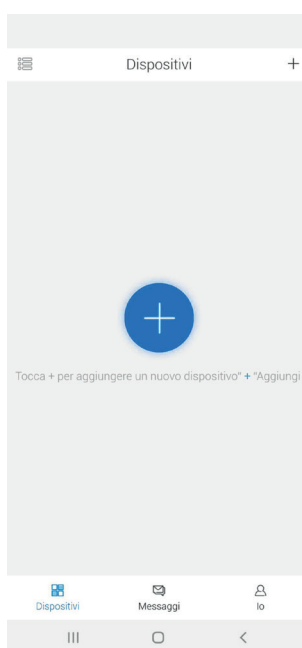 Dispositivi
Tocca + per aggiungere un nuovo dispositivo" + "Aggiungi
Dispositivi Messaggi Io